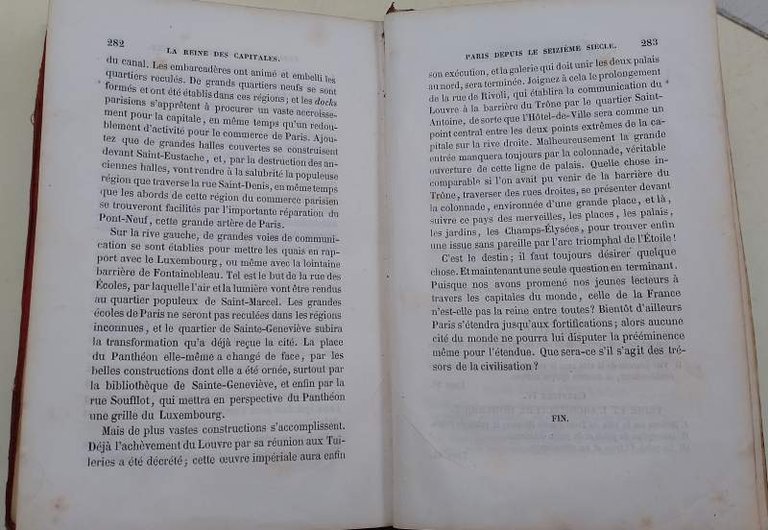 282
LA REINE DES CAPITALES.
du canal. Les embarcadères ont animé et embelli les
quartiers reculés. De grands quartiers neufs se sont
formés et ont été établis dans ces régions; et les docks
parisiens s'apprêtent à procurer un vaste accroisse-
ment pour la capitale, en même temps qu'un redou-
blement d'activité pour le commerce de Paris. Ajou-
tez que de grandes halles couvertes se construisent
devant Saint-Eustache, et, par la destruction des an-
ciennes halles, vont rendre à la salubrité la populeuse
région que traverse la rue Saint-Denis, en même temps
que les abords de cette région du commerce parisien
se trouveront facilités par l'importante réparation du
Pont-Neuf, cette grande artère de Paris.
Sur la rive gauche, de grandes voies de communi-
cation se sont établies pour mettre les quais en rap-
port avec le Luxembourg, ou même avec la lointaine
barrière de Fontainebleau. Tel est le but de la rue des
Écoles, par laquelle l'air et la lumière vont être rendus
au quartier populeux de Saint-Marcel. Les grandes
écoles de Paris ne seront pas reculées dans les régions
inconnues, et le quartier de Sainte-Geneviève subira
la transformation qu'a déjà reçue la cité. La place
du Panthéon elle-même a changé de face, par les
belles constructions dont elle a été ornée, surtout par
la bibliothèque de Sainte-Geneviève, et enfin par la
rue Soufflot, qui mettra en perspective du Panthéon
une grille du Luxembourg.
Mais de plus vastes constructions s'accomplissent.
Déjà l'achèvement du Louvre par sa réunion aux Tui-
leries a été décrété; cette œuvre impériale aura enfin
PARIS DEPUIS LE SEIZIÈME SIÈCLE.
283
son exécution, et la galerie qui doit unir les deux palais
au nord, sera terminée. Joignez à cela le prolongement
de la rue de Rivoli, qui établira la communication du
Louvre à la barrière du Trône par le quartier Saint-
Antoine, de sorte que l'Hôtel-de-Ville sera comme un
point central entre les deux points extrêmes de la ca-
pitale sur la rive droite. Malheureusement la grande
entrée manquera toujours par la colonnade, véritable
ouverture de cette ligne de palais. Quelle chose in-
comparable si l'on avait pu venir de la barrière du
Trône, traverser des rues droites, se présenter devant
la colonnade, environnée d'une grande place, et là,
suivre ce pays des merveilles, les places, les palais,
les jardins, les Champs-Élysées, pour trouver enfin
une issue sans pareille par l'arc triomphal de l'Étoile!
C'est le destin; il faut toujours désirer quelque
chose. Et maintenant une seule question en terminant.
Puisque nos avons promené nos jeunes lecteurs à
travers les capitales du monde, celle de la France
n'est-elle pas la reine entre toutes? Bientôt d'ailleurs
Paris s'étendra jusqu'aux fortifications; alors aucune
cité du monde ne pourra lui disputer la prééminence
même pour l'étendue. Que sera-ce s'il s'agit des tré-
sors de la civilisation?
FIN.